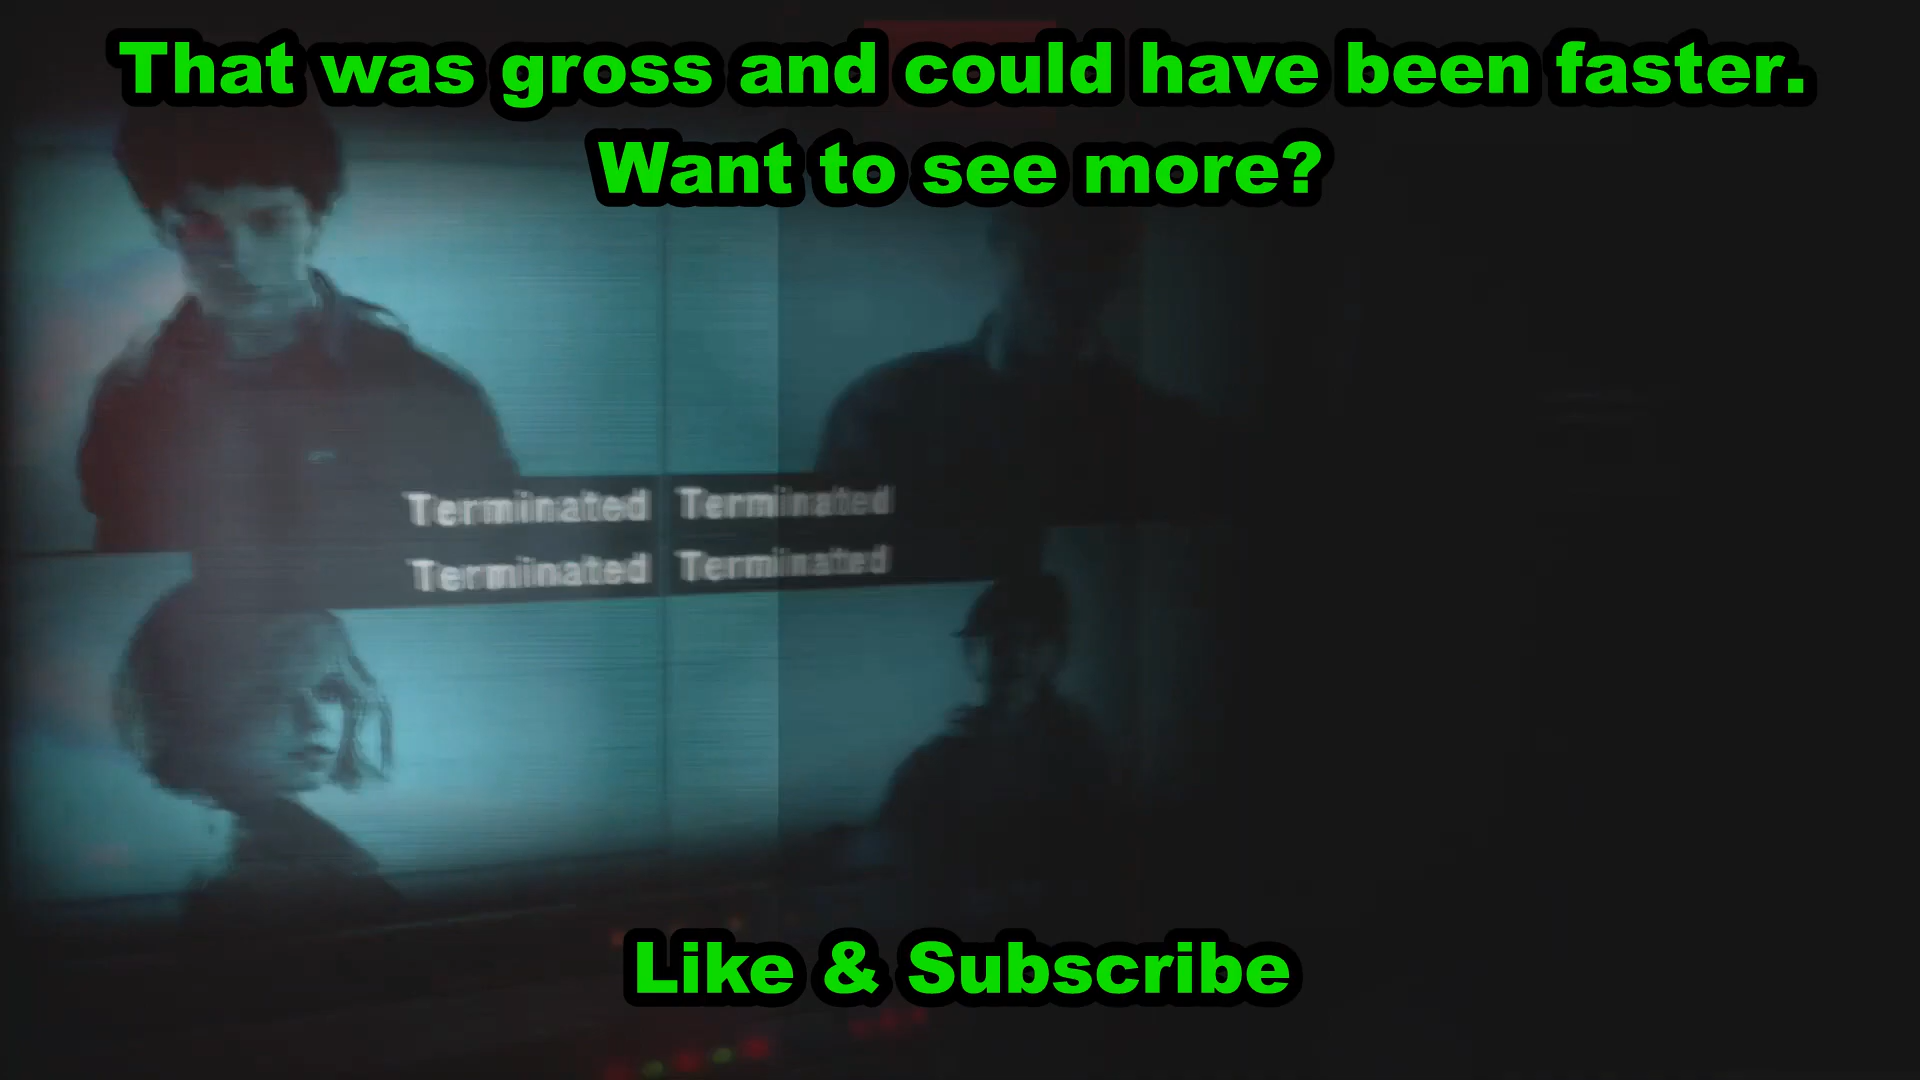 That was gross and could have been faster.
Want to see more?
Terminated Terminated
Terminated Terminated
Like & Subscribe